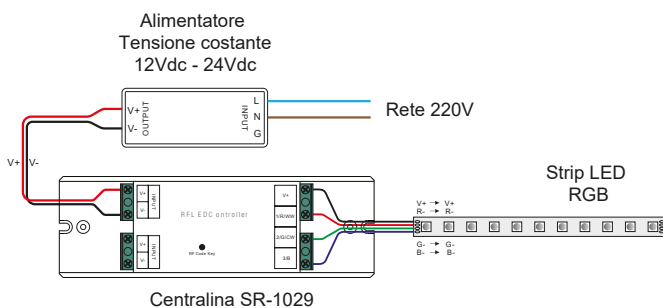 Alimentatore
Tensione costante
12Vdc - 24Vdc
V+
V-
OUTPUT
INPUT
L
N
G
Rete 220V
V+
V-
V+
V-
INPUT
V+
V-
INPUT
RFL EDC ontroller
RF Code Key
V+
1/R/WW
2/G/CW
3/B
Strip LED
RGB
V+ → V+
R- → R-
G- → G-
B- → B-
Centralina SR-1029